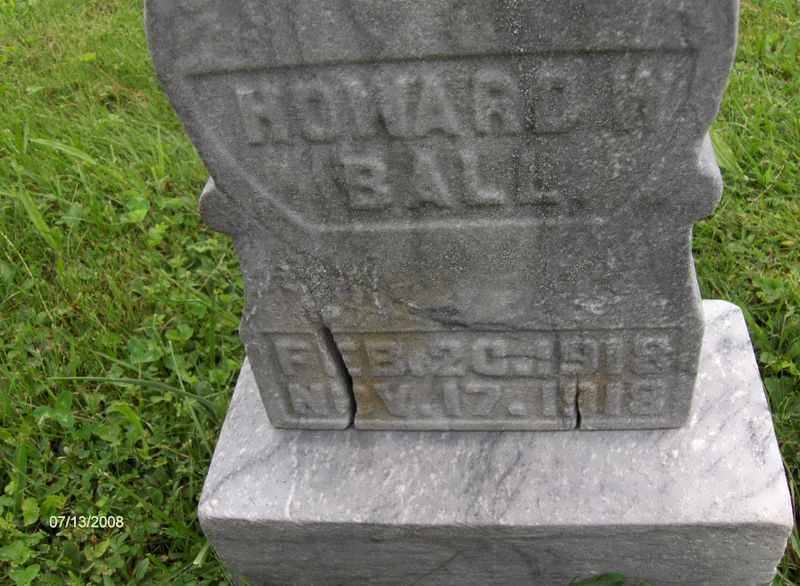 HOWARD W.
BALL.
FEB. 20. 1918
NOV. 17. 1918
07/13/2008